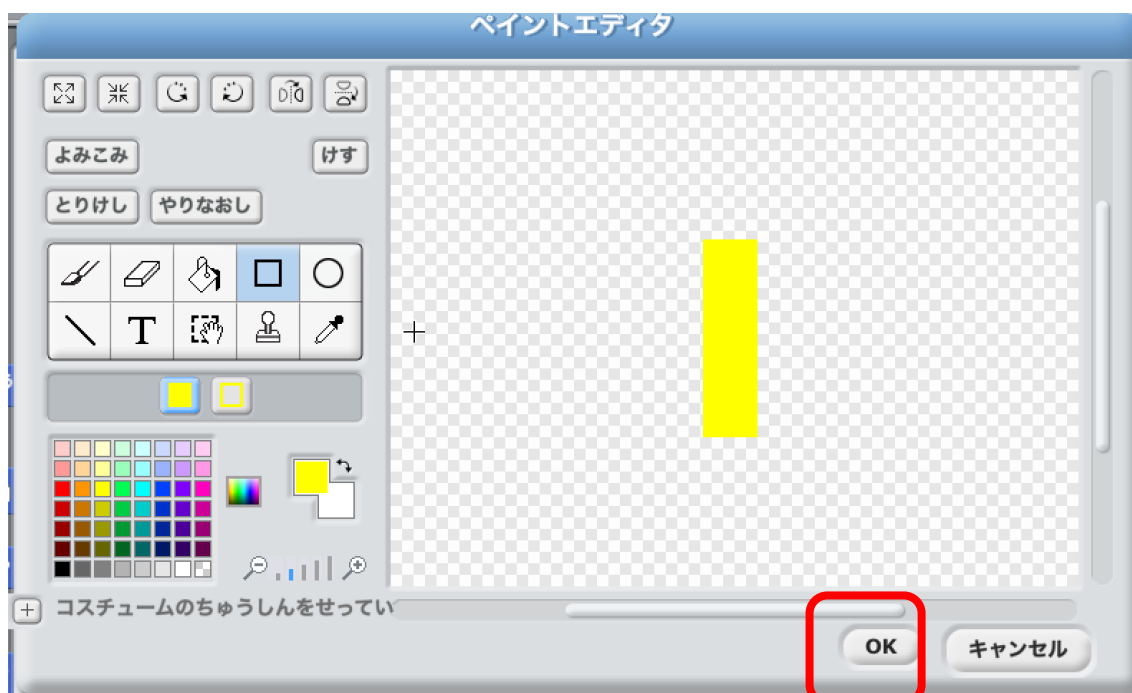 ペイントエディタ
よみこみ
けす
とりけし
やりなおし
T
コスチュームのちゅうしんをせってい
OK
キャンセル